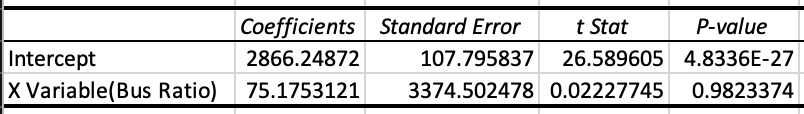 Coefficients Standard Error t Stat P-value
Intercept 2866.24872 107.795837 26.589605 4.8336E-27
X Variable(Bus Ratio) 75.1753121 3374.502478 0.02227745 0.9823374